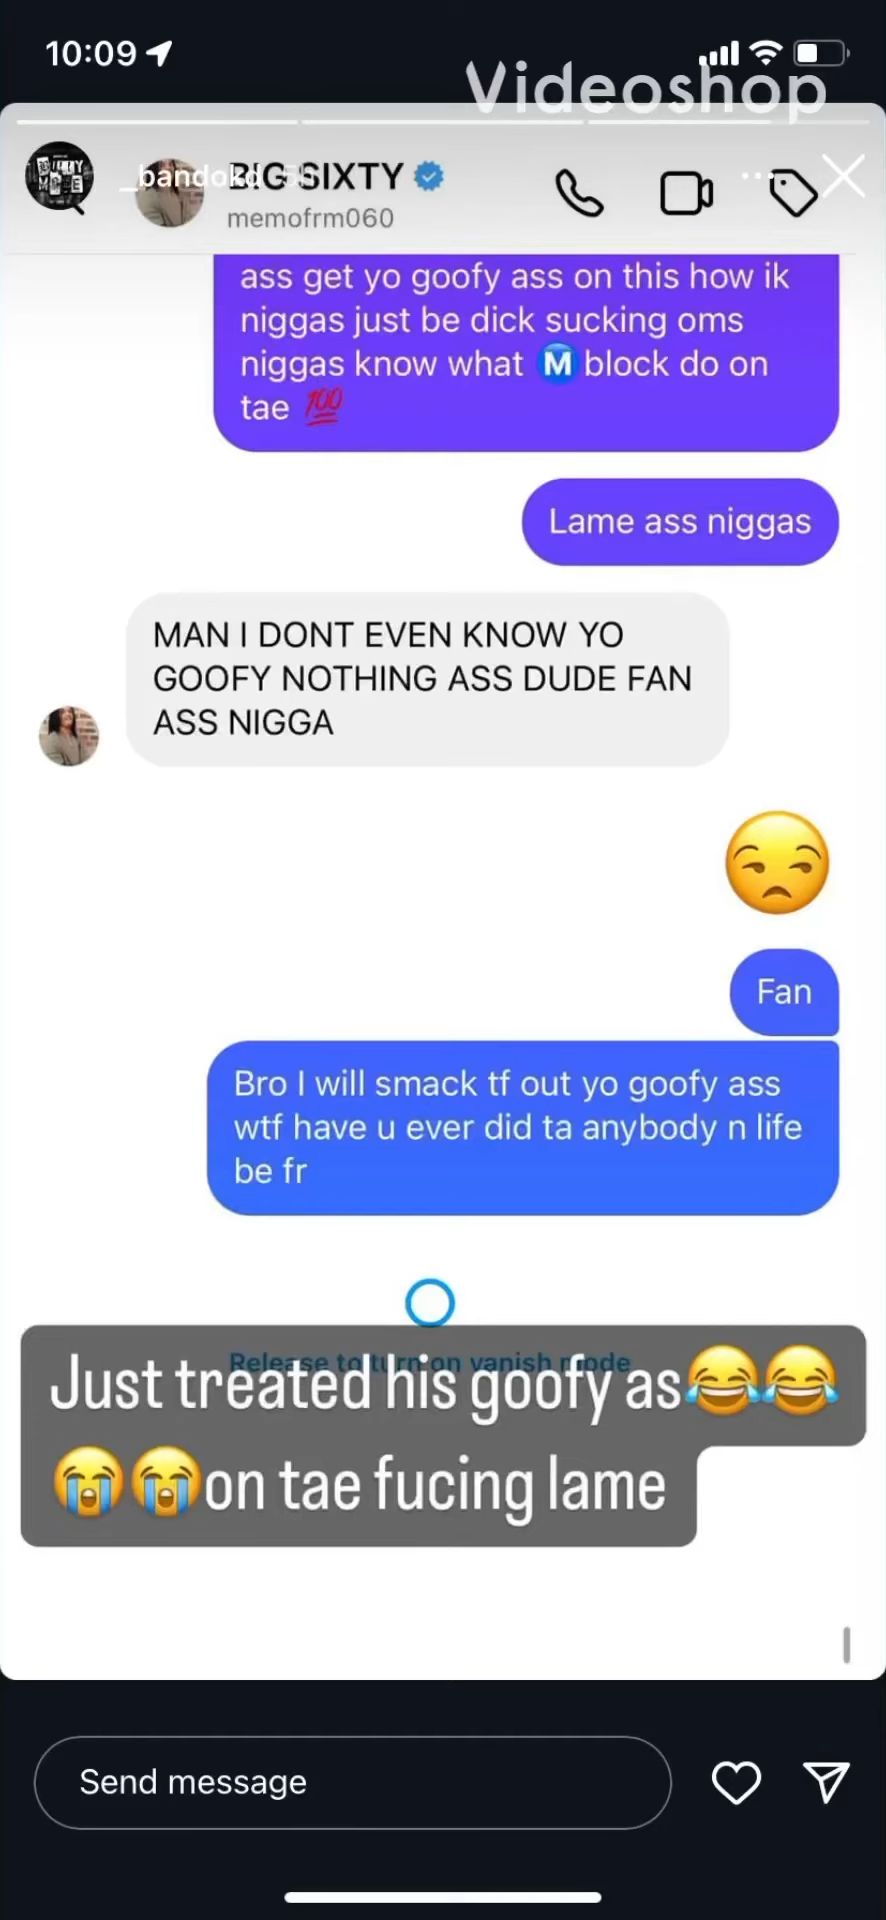 10:09
Videoshop
_bandokd 5h
BIG SIXTY
memofrm060
ass get yo goofy ass on this how ik
niggas just be dick sucking oms
niggas know what Ⓜ️ block do on
tae 💯
Lame ass niggas
MAN I DONT EVEN KNOW YO
GOOFY NOTHING ASS DUDE FAN
ASS NIGGA
😒
Fan
Bro I will smack tf out yo goofy ass
wtf have u ever did ta anybody n life
be fr
Release to turn on vanish mode
Just treated his goofy as😂😂
😭😭on tae fucing lame
Send message